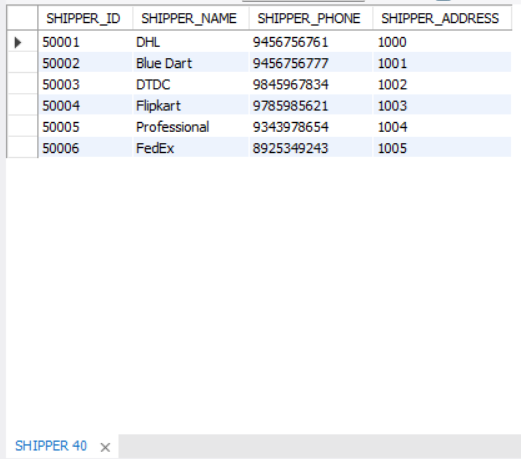 SHIPPER_ID SHIPPER_NAME SHIPPER_PHONE SHIPPER_ADDRESS
50001 DHL 9456756761 1000
50002 Blue Dart 9456756777 1001
50003 DTDC 9845967834 1002
50004 Flipkart 9785985621 1003
50005 Professional 9343978654 1004
50006 FedEx 8925349243 1005
SHIPPER 40